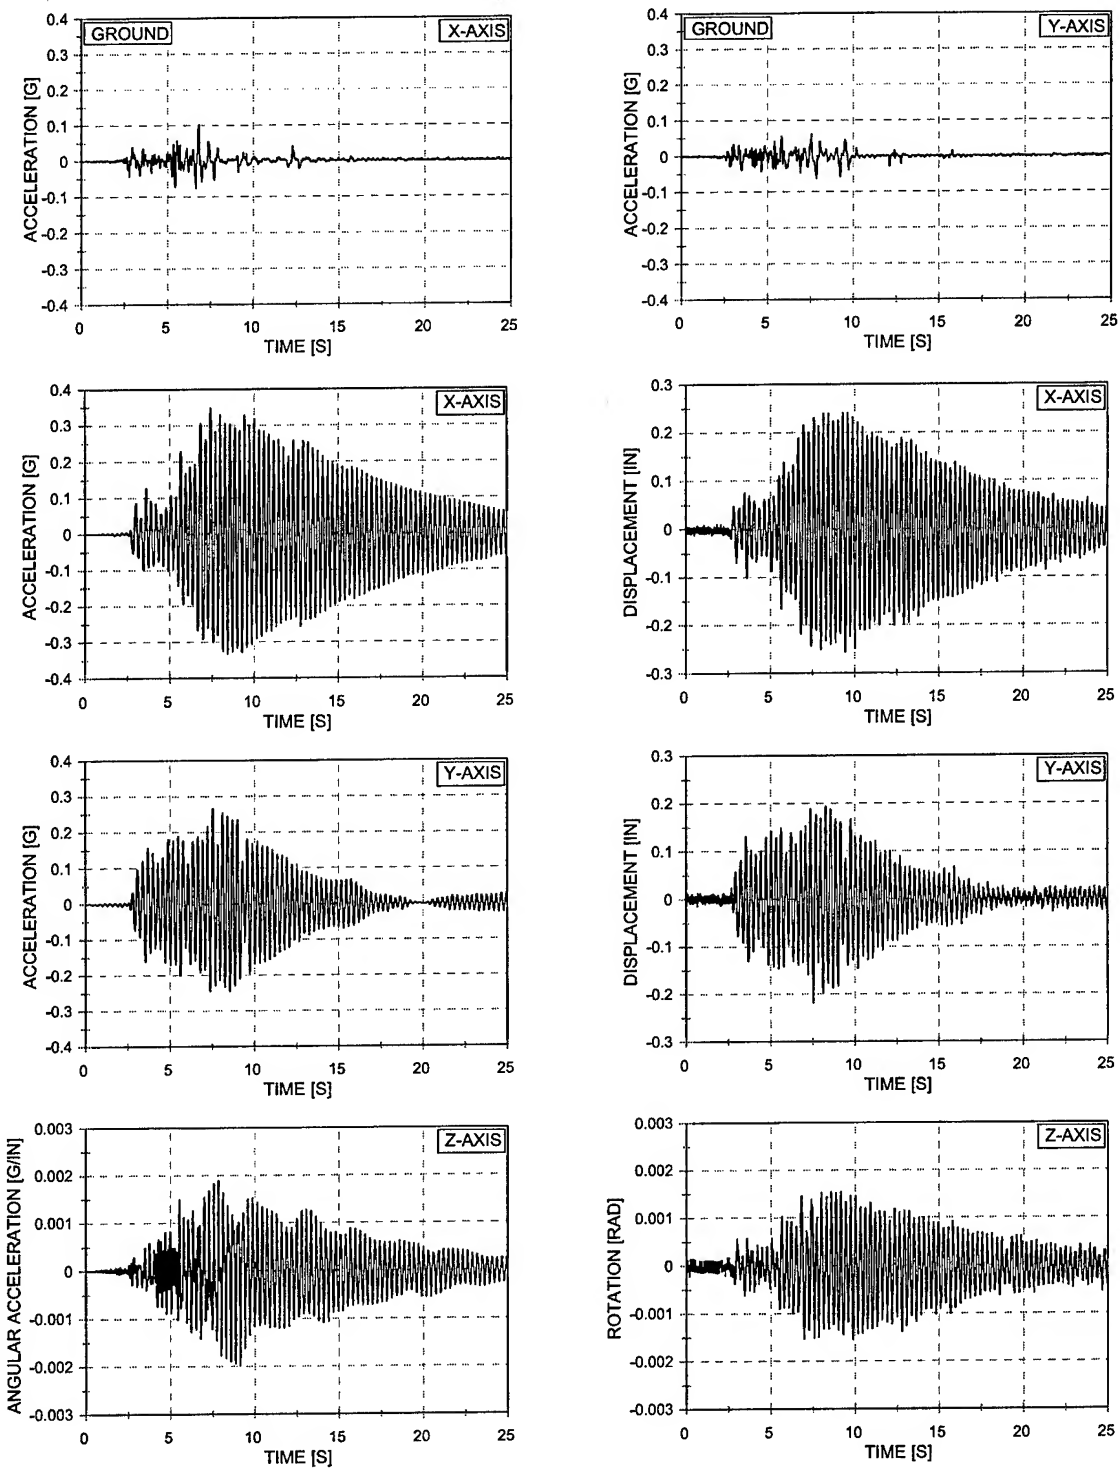 GROUND
X-AXIS
ACCELERATION [G]
0.4
0.3
0.2
0.1
0
-0.1
-0.2
-0.3
-0.4
0 5 10 15 20 25
TIME [S]
GROUND
Y-AXIS
ACCELERATION [G]
0.4
0.3
0.2
0.1
0
-0.1
-0.2
-0.3
-0.4
0 5 10 15 20 25
TIME [S]
X-AXIS
ACCELERATION [G]
0.4
0.3
0.2
0.1
0
-0.1
-0.2
-0.3
-0.4
0 5 10 15 20 25
TIME [S]
X-AXIS
DISPLACEMENT [IN]
0.3
0.2
0.1
0
-0.1
-0.2
-0.3
0 5 10 15 20 25
TIME [S]
Y-AXIS
ACCELERATION [G]
0.4
0.3
0.2
0.1
0
-0.1
-0.2
-0.3
-0.4
0 5 10 15 20 25
TIME [S]
Y-AXIS
DISPLACEMENT [IN]
0.3
0.2
0.1
0
-0.1
-0.2
-0.3
0 5 10 15 20 25
TIME [S]
Z-AXIS
ANGULAR ACCELERATION [G/IN]
0.003
0.002
0.001
0
-0.001
-0.002
-0.003
0 5 10 15 20 25
TIME [S]
Z-AXIS
ROTATION [RAD]
0.003
0.002
0.001
0
-0.001
-0.002
-0.003
0 5 10 15 20 25
TIME [S]